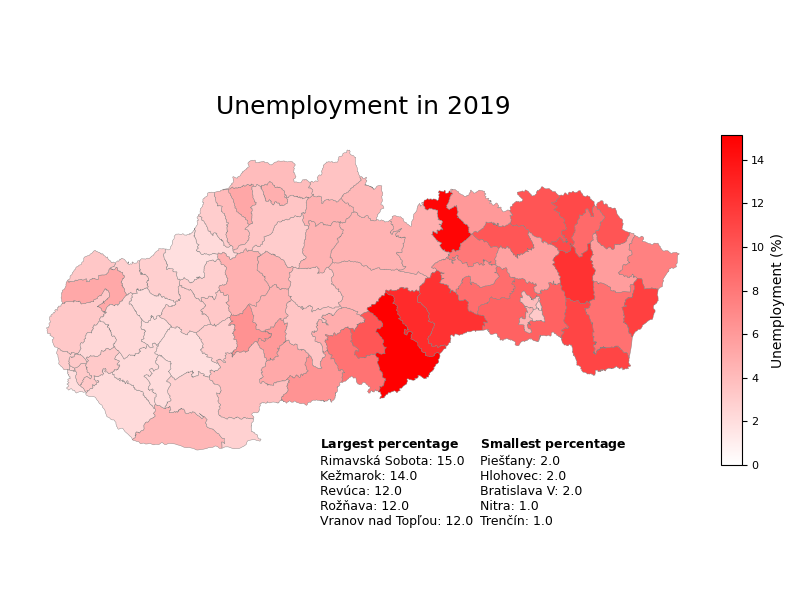 Unemployment in 2019
14
12
10
8
6
4
2
0
Unemployment (%)
Largest percentage
Rimavská Sobota: 15.0
Kežmarok: 14.0
Revúca: 12.0
Rožňava: 12.0
Vranov nad Topľou: 12.0
Smallest percentage
Piešťany: 2.0
Hlohovec: 2.0
Bratislava V: 2.0
Nitra: 1.0
Trenčín: 1.0